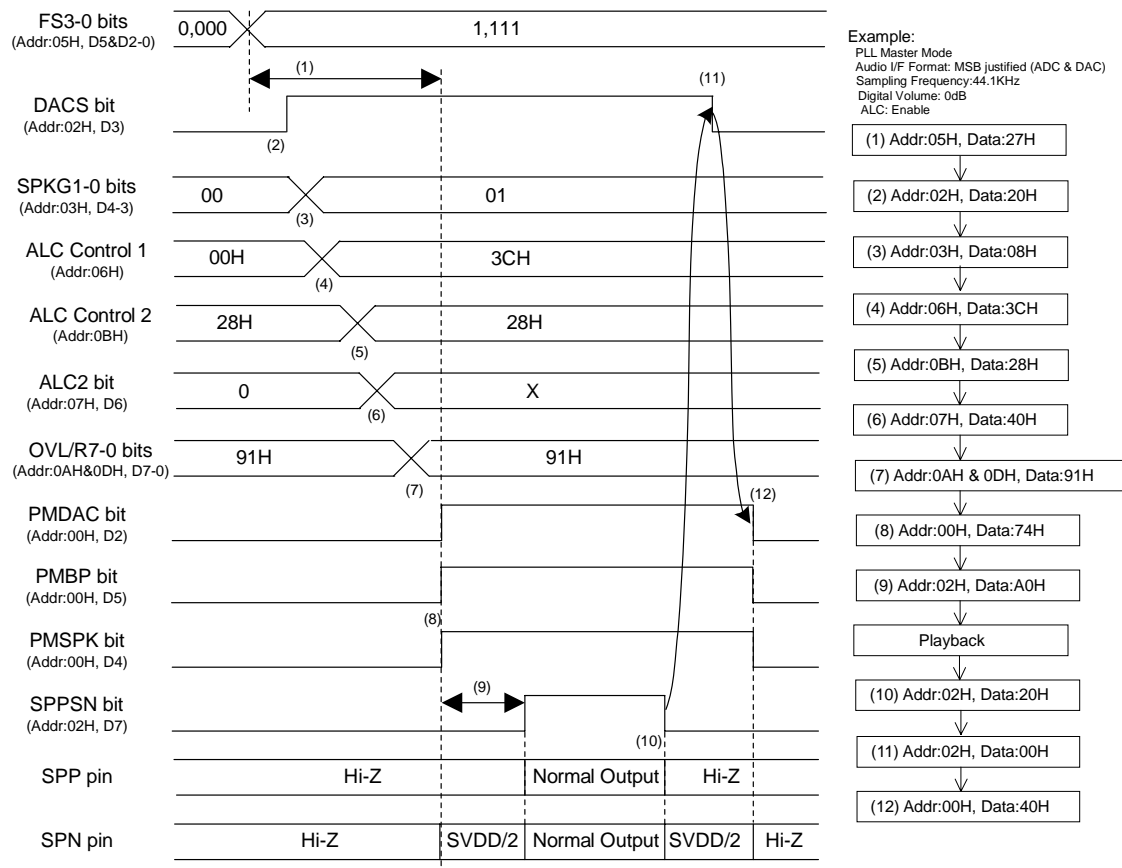 FS3-0 bits
(Addr:05H, D5&D2-0)
0,000
1,111
(1)
DACS bit
(Addr:02H, D3)
(2)
(11)
SPKG1-0 bits
(Addr:03H, D4-3)
00
01
(3)
ALC Control 1
(Addr:06H)
00H
3CH
(4)
ALC Control 2
(Addr:0BH)
28H
28H
(5)
ALC2 bit
(Addr:07H, D6)
0
X
(6)
OVL/R7-0 bits
(Addr:0AH&0DH, D7-0)
91H
91H
(7)
PMDAC bit
(Addr:00H, D2)
(12)
PMBP bit
(Addr:00H, D5)
(8)
PMSPK bit
(Addr:00H, D4)
SPPSN bit
(Addr:02H, D7)
(9)
(10)
SPP pin
Hi-Z
Normal Output
Hi-Z
SPN pin
Hi-Z
SVDD/2
Normal Output
SVDD/2
Hi-Z
Example:
PLL Master Mode
Audio I/F Format: MSB justified (ADC & DAC)
Sampling Frequency:44.1KHz
Digital Volume: 0dB
ALC: Enable
(1) Addr:05H, Data:27H
(2) Addr:02H, Data:20H
(3) Addr:03H, Data:08H
(4) Addr:06H, Data:3CH
(5) Addr:0BH, Data:28H
(6) Addr:07H, Data:40H
(7) Addr:0AH & 0DH, Data:91H
(8) Addr:00H, Data:74H
(9) Addr:02H, Data:A0H
Playback
(10) Addr:02H, Data:20H
(11) Addr:02H, Data:00H
(12) Addr:00H, Data:40H